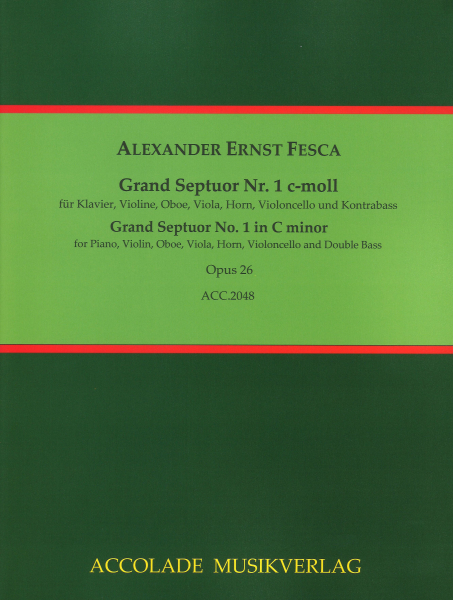 ALEXANDER ERNST FESCA
Grand Septuor Nr. 1 c-moll
für Klavier, Violine, Oboe, Viola, Horn, Violoncello und Kontrabass
Grand Septuor No. 1 in C minor
for Piano, Violin, Oboe, Viola, Horn, Violoncello and Double Bass
Opus 26
ACC.2048
ACCOLADE MUSIKVERLAG